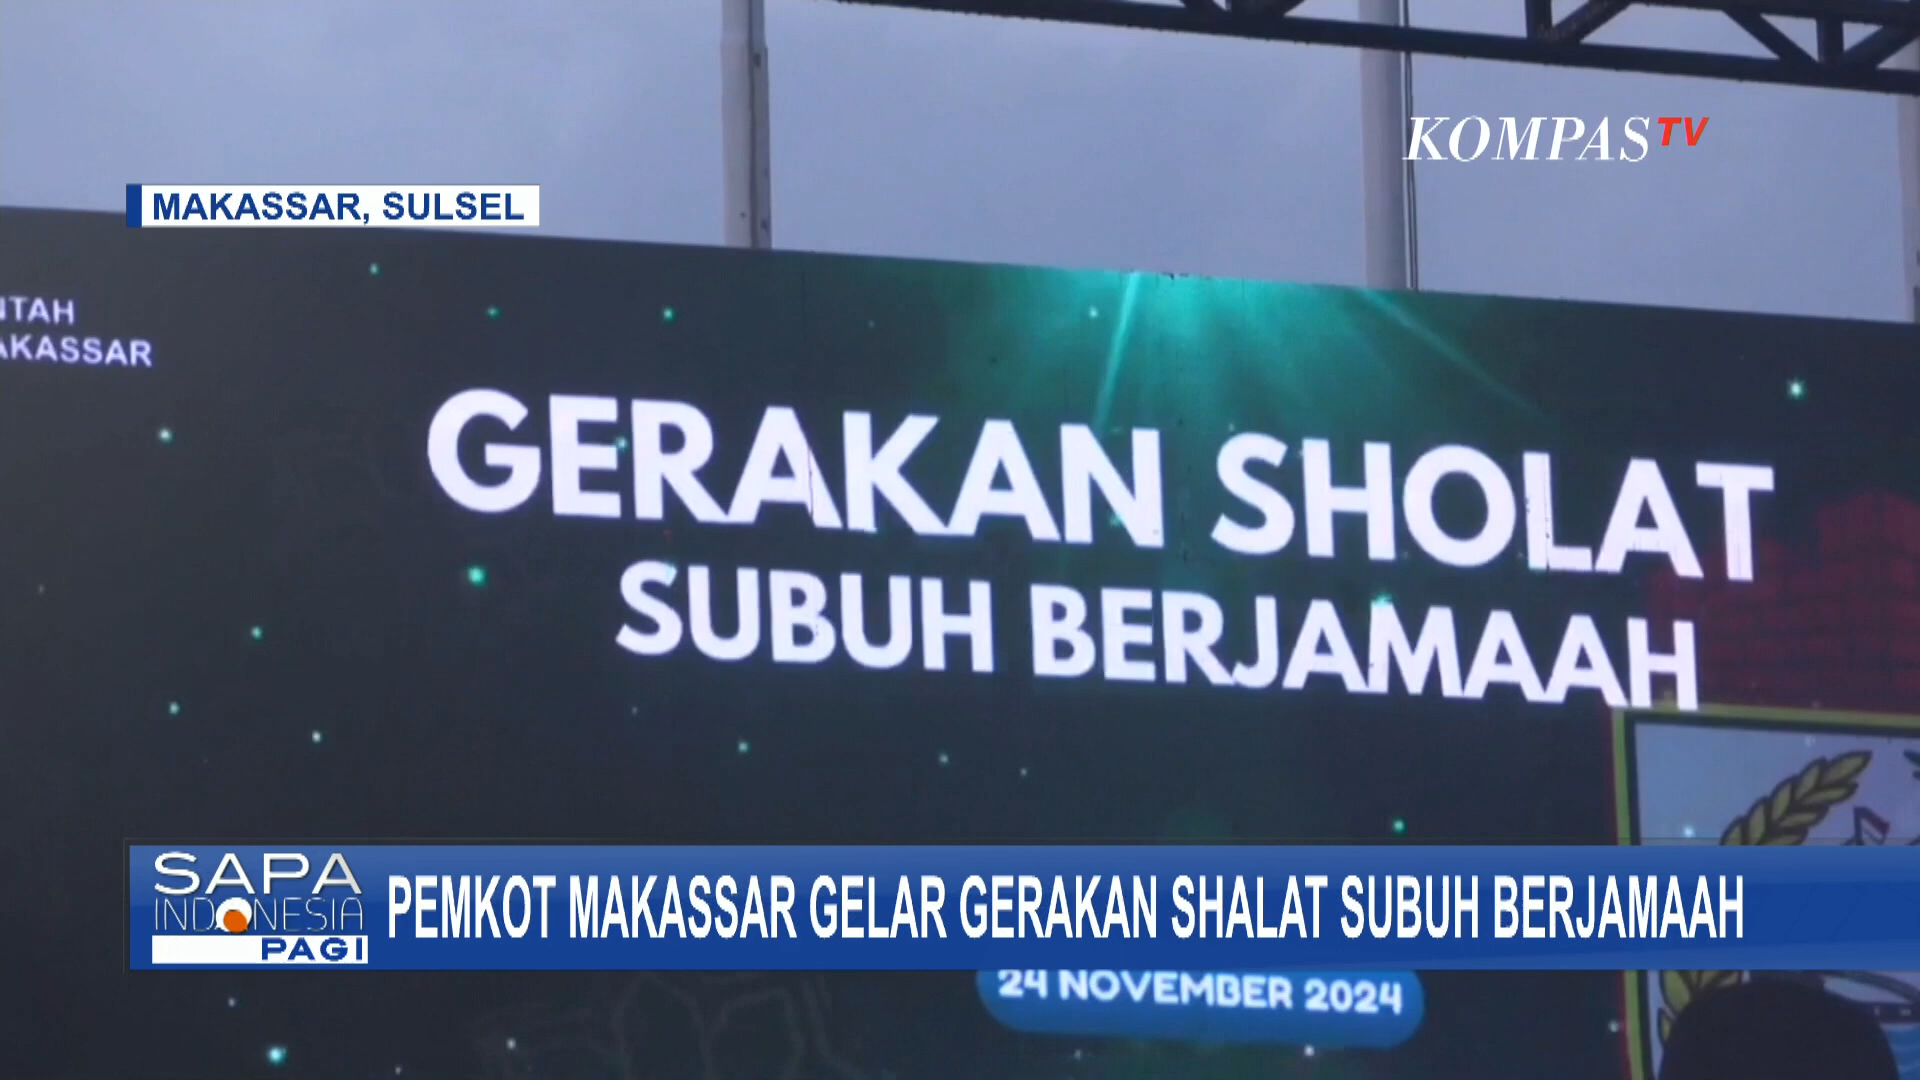 KOMPAS TV
MAKASSAR, SULSEL
AKASSAR
GERAKAN SHOLAT
SUBUH BERJAMAAH
SAPA
INDONESIA
PAGI
PEMKOT MAKASSAR GELAR GERAKAN SHALAT SUBUH BERJAMAAH
24 NOVEMBER 2024